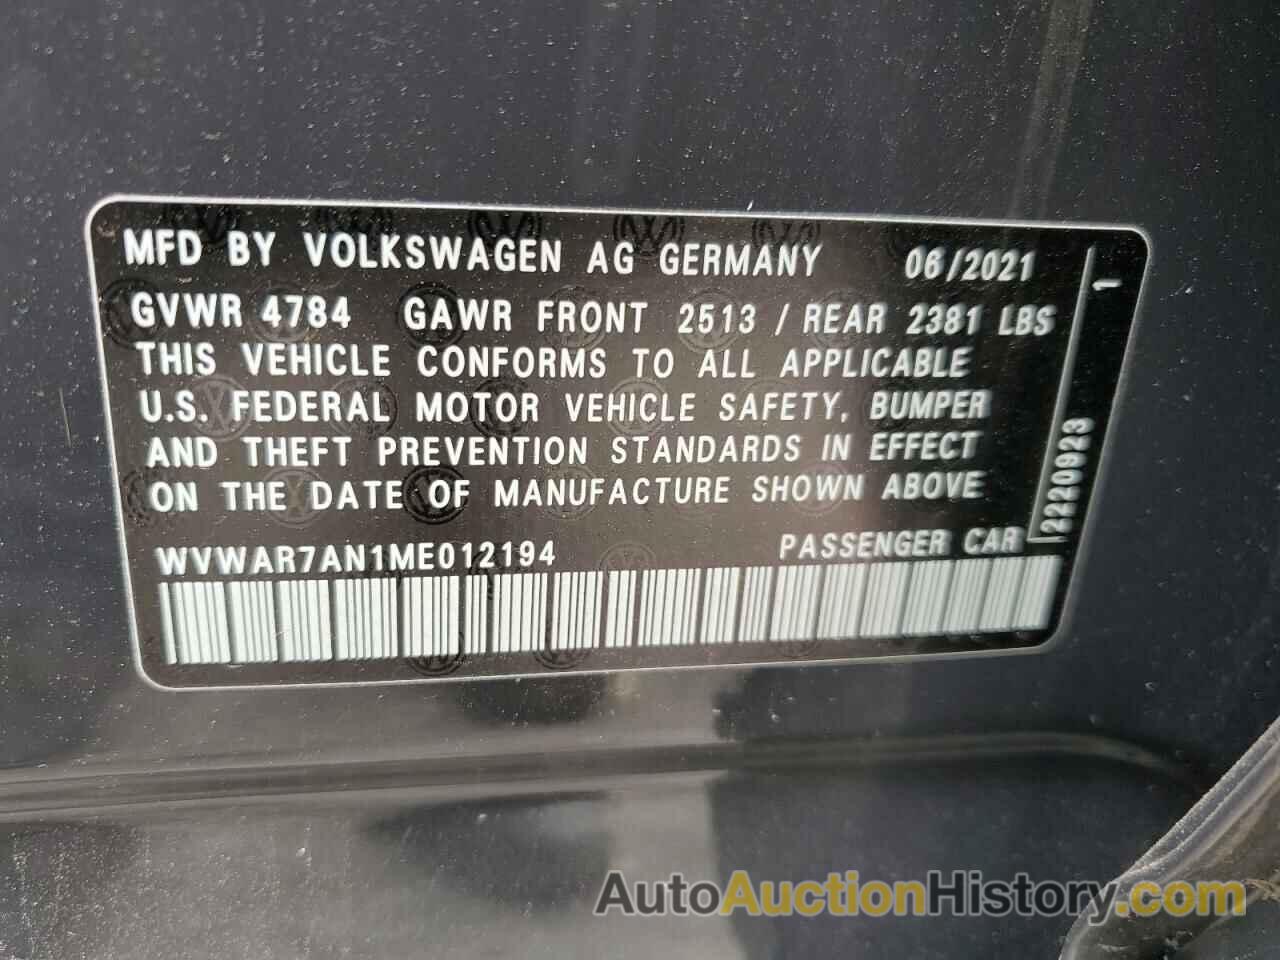 MFD BY VOLKSWAGEN AG GERMANY 06/2021
GVWR 4784 GAWR FRONT 2513 / REAR 2381 LBS
THIS VEHICLE CONFORMS TO ALL APPLICABLE
U.S. FEDERAL MOTOR VEHICLE SAFETY, BUMPER
AND THEFT PREVENTION STANDARDS IN EFFECT
ON THE DATE OF MANUFACTURE SHOWN ABOVE
WVWAR7AN1ME012194 PASSENGER CAR
2220923 1
AutoAuctionHistory.com